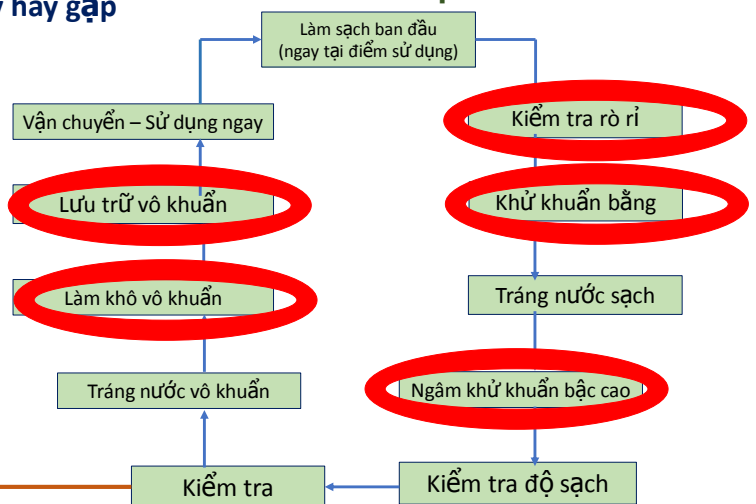 hay gặp
Làm sạch ban đầu
(ngay tại điểm sử dụng)
Kiểm tra rò rỉ
Khử khuẩn bằng
Tráng nước sạch
Ngâm khử khuẩn bậc cao
Kiểm tra độ sạch
Kiểm tra
Tráng nước vô khuẩn
Làm khô vô khuẩn
Lưu trữ vô khuẩn
Vận chuyển – Sử dụng ngay